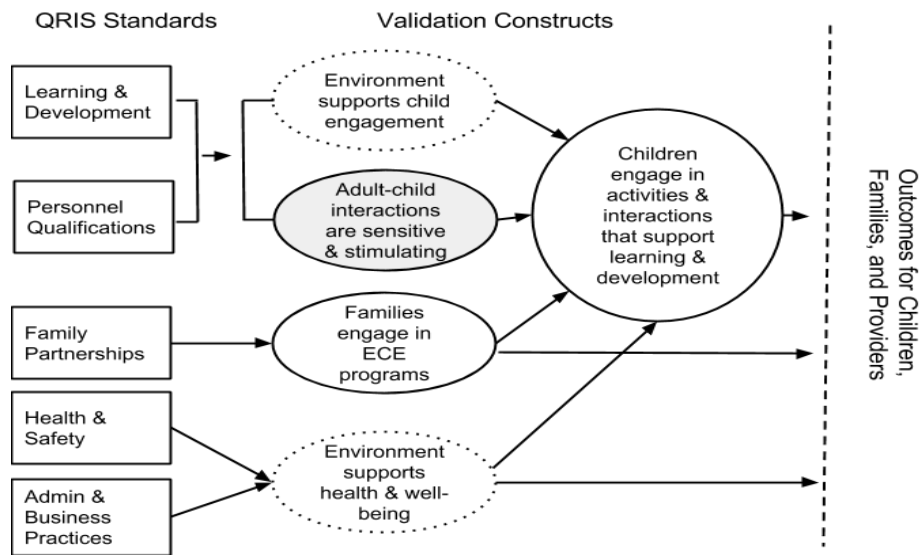 QRIS Standards
Validation Constructs
Learning &
Development
Personnel
Qualifications
Family
Partnerships
Health &
Safety
Admin &
Business
Practices
Environment
supports child
engagement
Adult-child
interactions
are sensitive
& stimulating
Families
engage in
ECE
programs
Environment
supports
health & well-
being
Children
engage in
activities &
interactions
that support
learning &
development
Outcomes for Children,
Families, and Providers